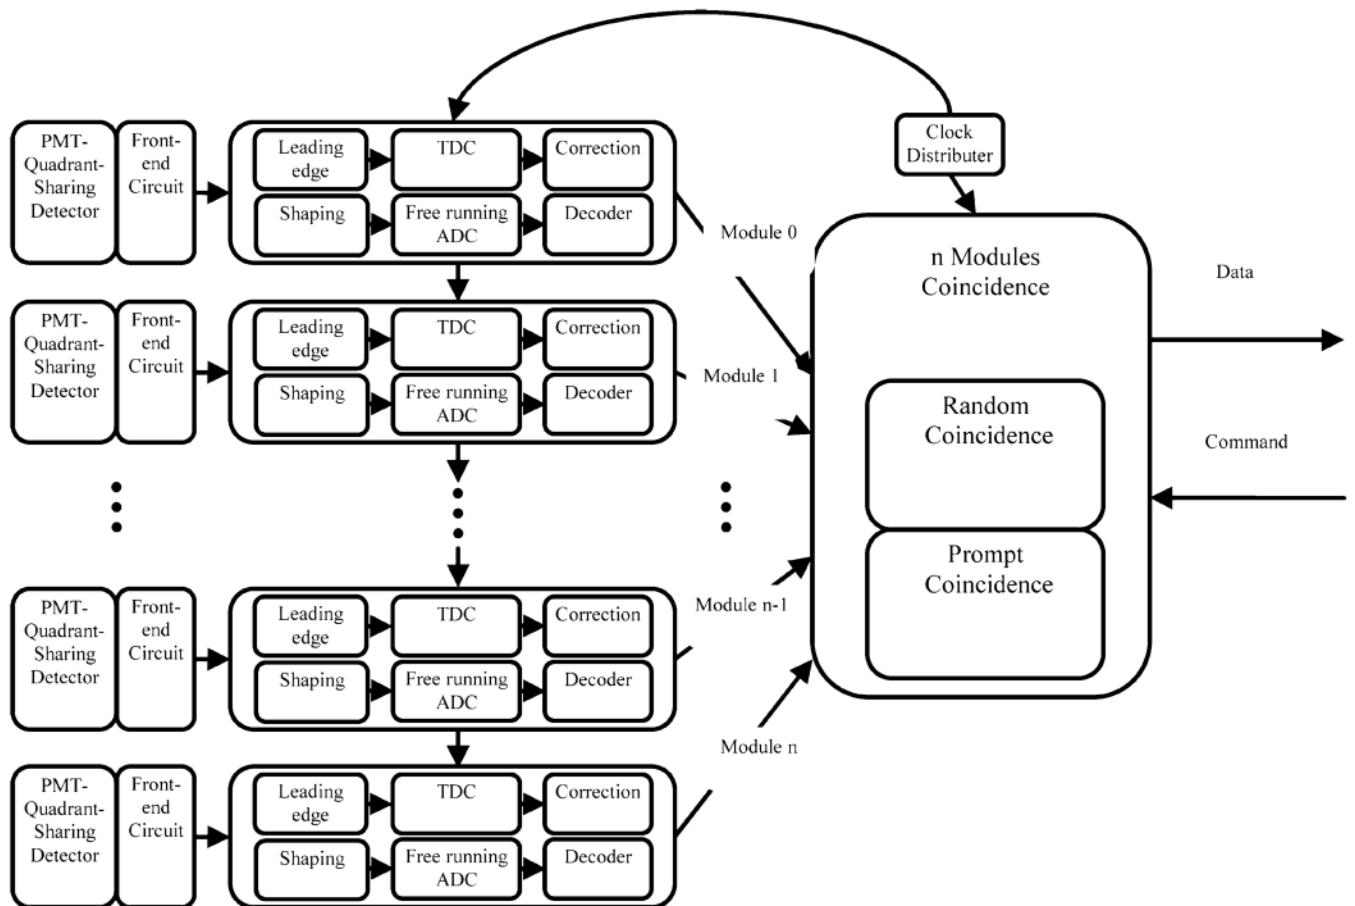 Clock
Distributer
PMT-
Quadrant-
Sharing
Detector
Front-
end
Circuit
Leading
edge
TDC
Correction
Shaping
Free running
ADC
Decoder
Module 0
n Modules
Coincidence
Data
PMT-
Quadrant-
Sharing
Detector
Front-
end
Circuit
Leading
edge
TDC
Correction
Shaping
Free running
ADC
Decoder
Module 1
Random
Coincidence
Command
Prompt
Coincidence
PMT-
Quadrant-
Sharing
Detector
Front-
end
Circuit
Leading
edge
TDC
Correction
Shaping
Free running
ADC
Decoder
Module n-1
PMT-
Quadrant-
Sharing
Detector
Front-
end
Circuit
Leading
edge
TDC
Correction
Shaping
Free running
ADC
Decoder
Module n